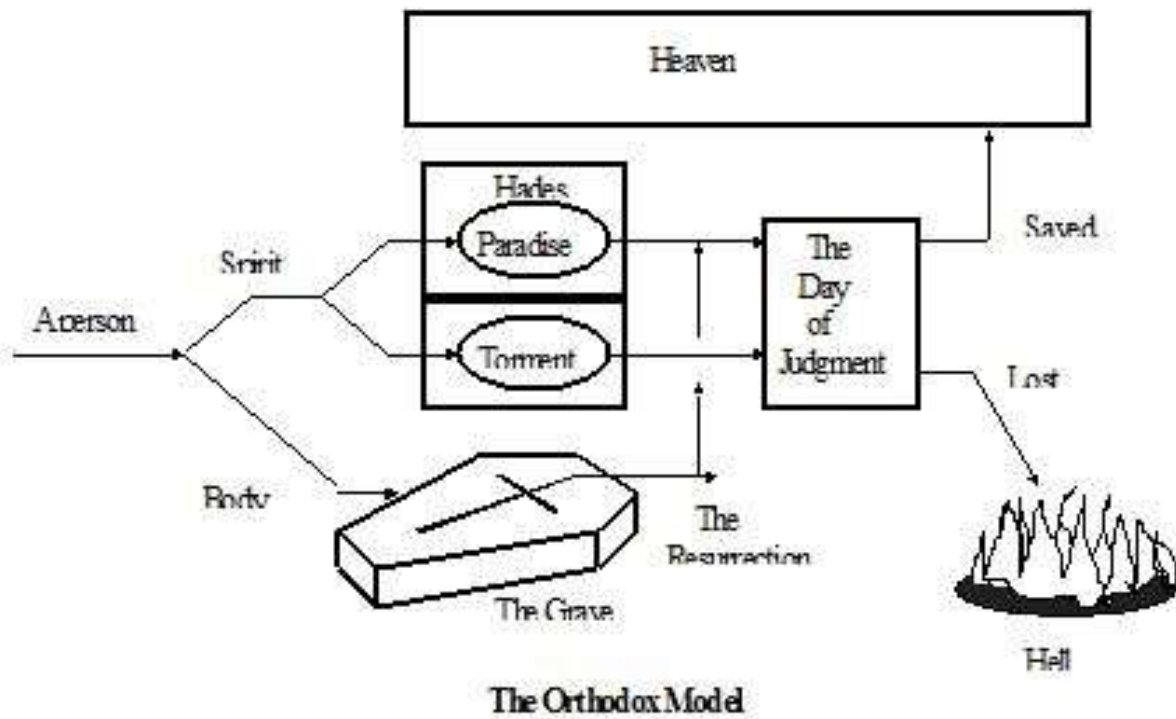 Heaven
Hades
Paradise
Spirit
A person
Torment
The
Day
of
Judgment
Saved
Lost
Body
The
Resurrection
The Grave
Hell
The Orthodox Model